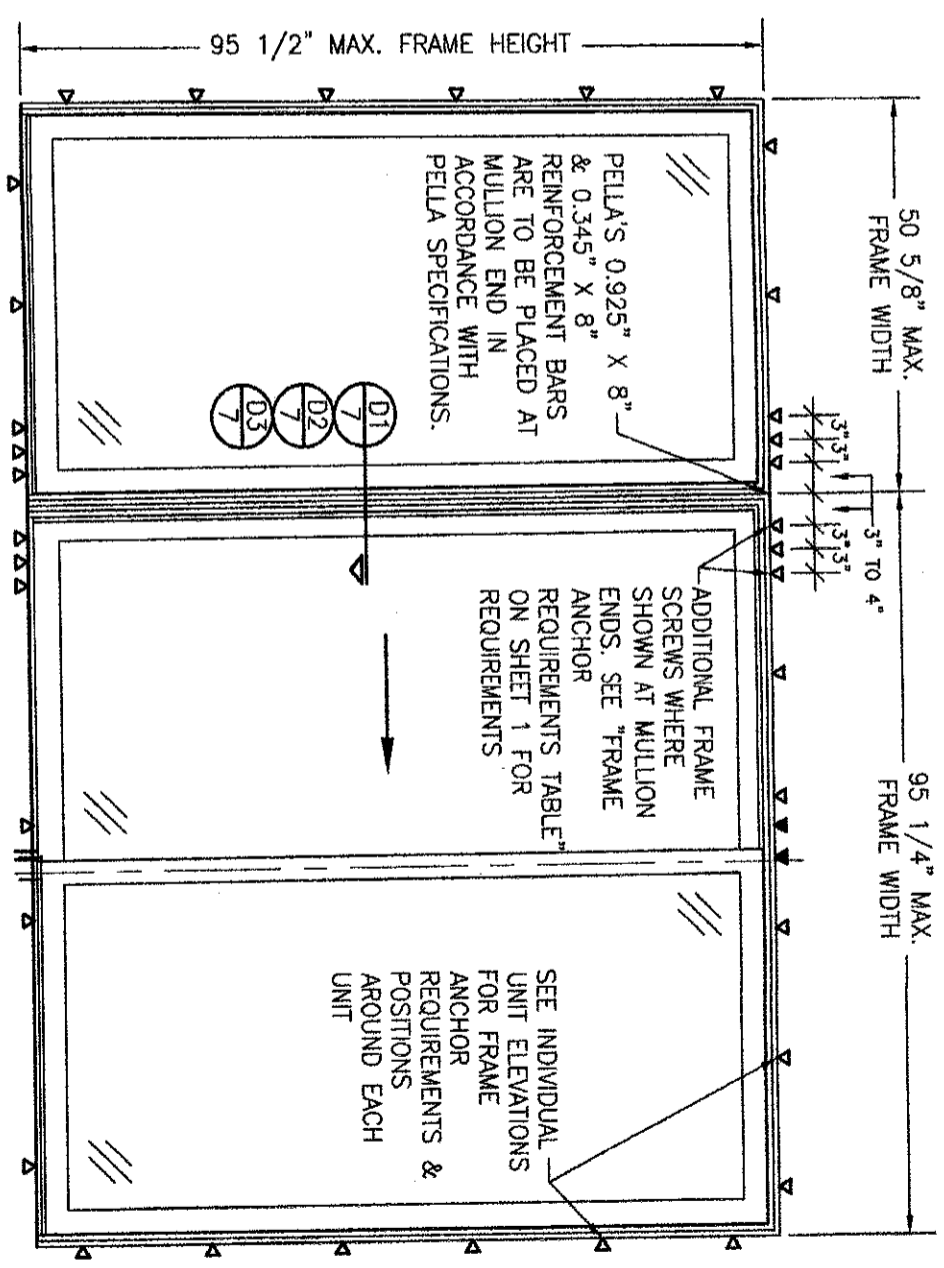 95 1/2" MAX. FRAME HEIGHT
50 5/8" MAX.
FRAME WIDTH
95 1/4" MAX.
FRAME WIDTH
3" 3"
3" TO 4"
3" 3"
PELLA'S 0.925" X 8"
& 0.345" X 8"
REINFORCEMENT BARS
ARE TO BE PLACED AT
MULLION END IN
ACCORDANCE WITH
PELLA SPECIFICATIONS.
D1
7
D2
7
D3
7
ADDITIONAL FRAME
SCREWS WHERE
SHOWN AT MULLION
ENDS. SEE "FRAME
ANCHOR
REQUIREMENTS TABLE"
ON SHEET 1 FOR
REQUIREMENTS
SEE INDIVIDUAL
UNIT ELEVATIONS
FOR FRAME
ANCHOR
REQUIREMENTS &
POSITIONS
AROUND EACH
UNIT